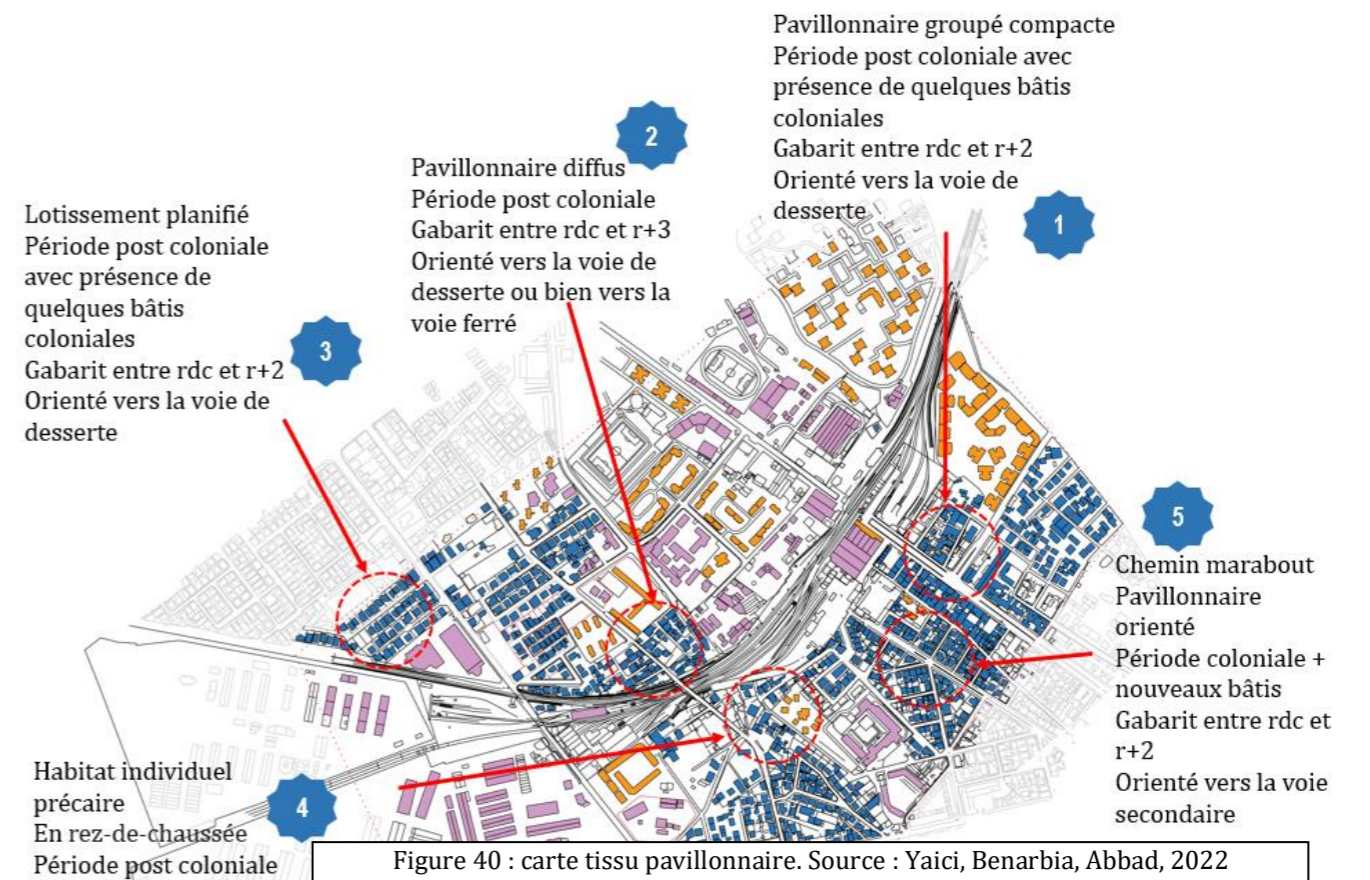 Pavillonnaire groupé compacte
Période post coloniale avec
présence de quelques bâtis
coloniales
Gabarit entre rdc et r+2
Orienté vers la voie de
desserte
1
2
Pavillonnaire diffus
Période post coloniale
Gabarit entre rdc et r+3
Orienté vers la voie de
desserte ou bien vers la
voie ferré
Lotissement planifié
Période post coloniale
avec présence de
quelques bâtis
coloniales
Gabarit entre rdc et r+2
Orienté vers la voie de
desserte
3
5
Chemin marabout
Pavillonnaire
orienté
Période coloniale +
nouveaux bâtis
Gabarit entre rdc et
r+2
Orienté vers la voie
secondaire
Habitat individuel
précaire
En rez-de-chaussée
Période post coloniale
4
Figure 40 : carte tissu pavillonnaire. Source : Yaici, Benarbia, Abbad, 2022